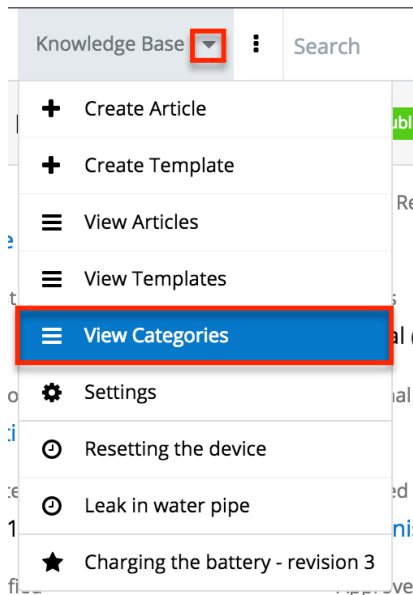 Knowledge Base
Search
Create Article
Create Template
View Articles
View Templates
View Categories
Settings
Resetting the device
Leak in water pipe
Charging the battery - revision 3